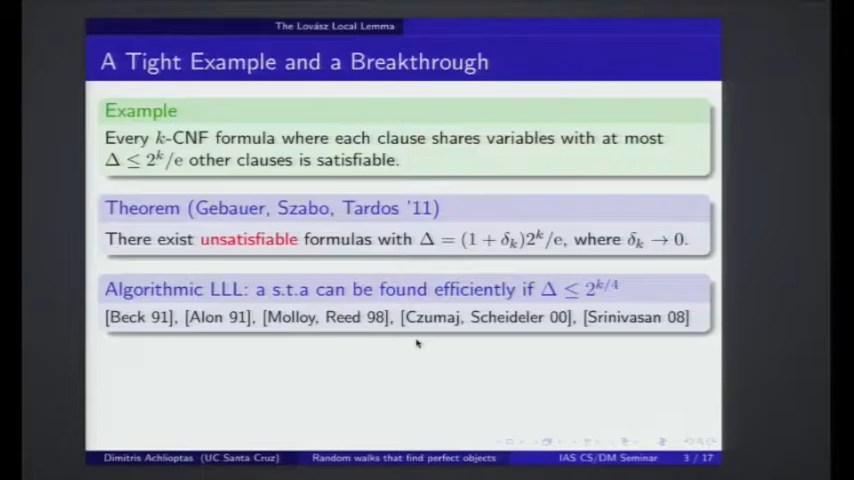 The Lovász Local Lemma
A Tight Example and a Breakthrough
Example
Every k-CNF formula where each clause shares variables with at most
Δ ≤ 2^k/e other clauses is satisfiable.
Theorem (Gebauer, Szabo, Tardos '11)
There exist unsatisfiable formulas with Δ = (1 + δ_k)2^k/e, where δ_k → 0.
Algorithmic LLL: a s.t.a can be found efficiently if Δ ≤ 2^{k/4}
[Beck 91], [Alon 91], [Molloy, Reed 98], [Czumaj, Scheideler 00], [Srinivasan 08]
Dimitris Achlioptas (UC Santa Cruz) Random walks that find perfect objects IAS CS/DM Seminar 3 / 17